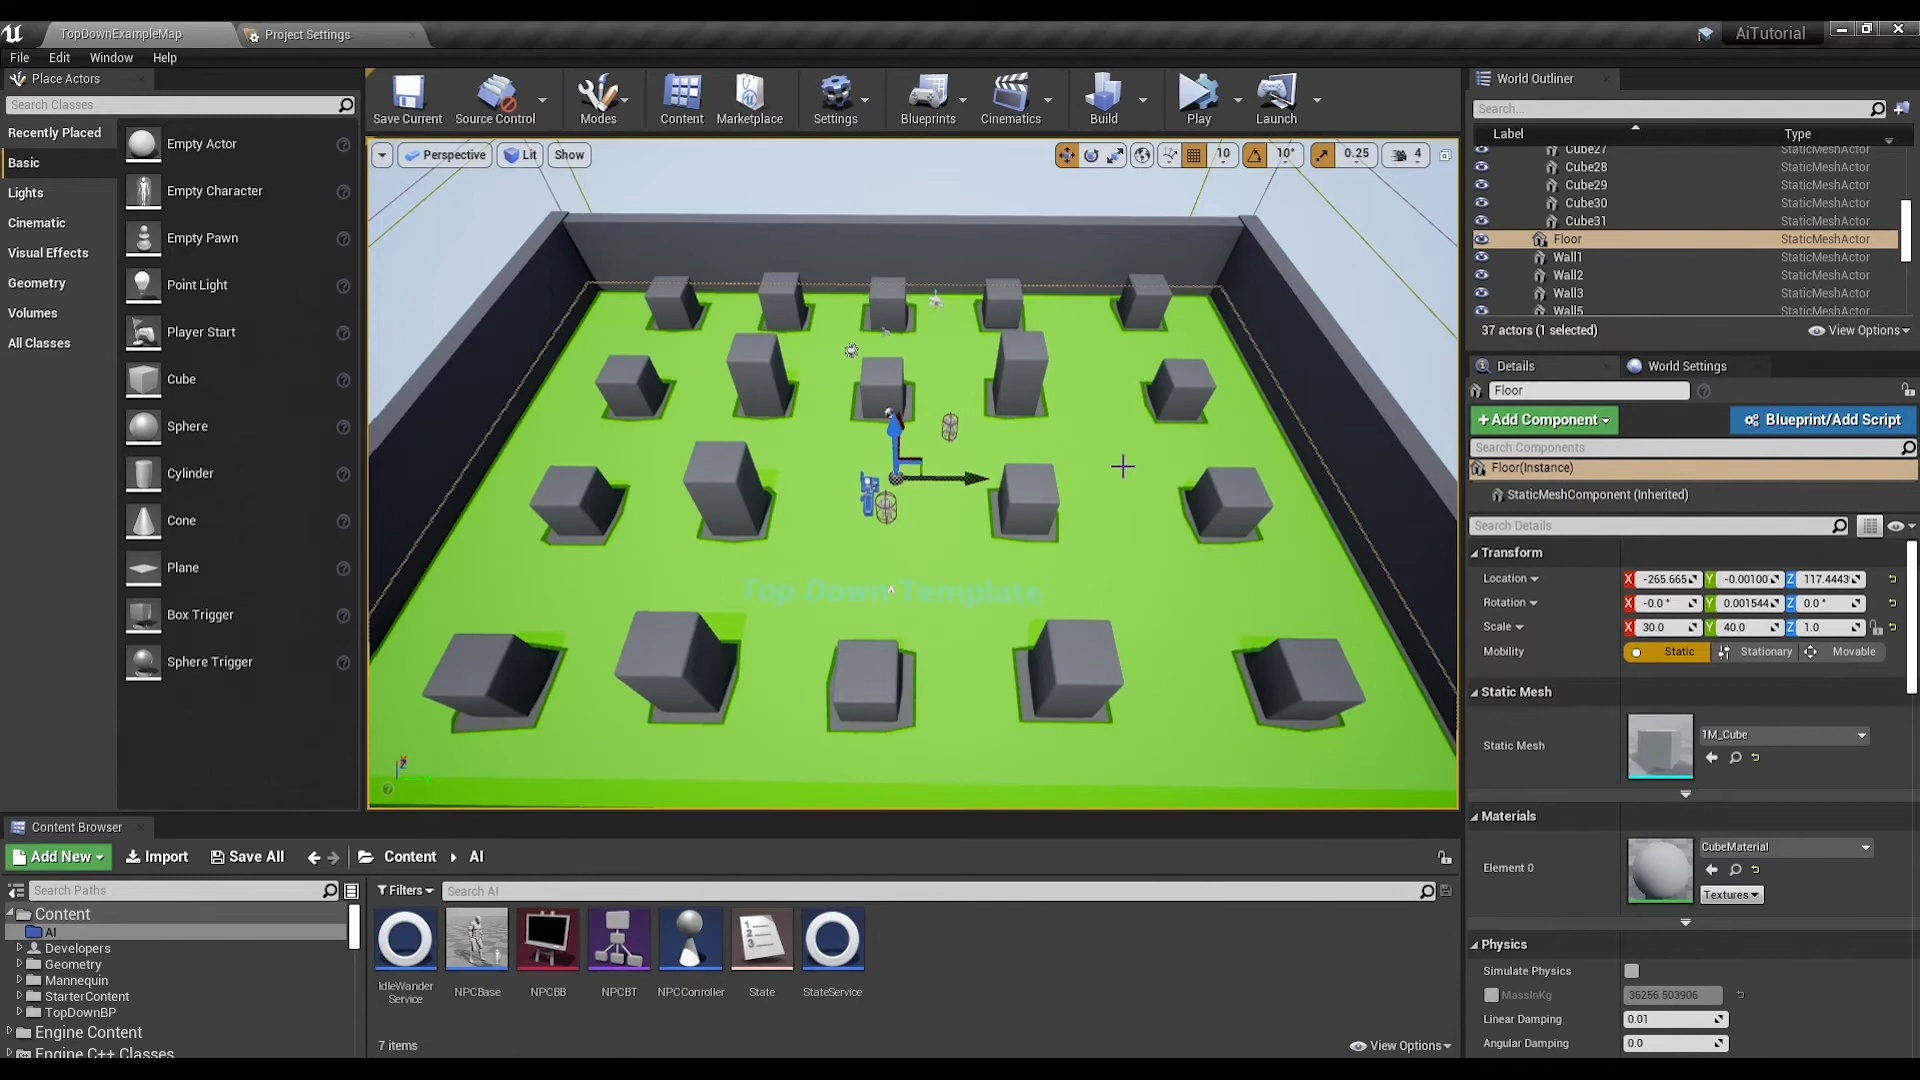 TopDownExampleMap
Project Settings
AiTutorial
File Edit Window Help
Place Actors
Search Classes
Recently Placed
Basic
Lights
Cinematic
Visual Effects
Geometry
Volumes
All Classes
Empty Actor
Empty Character
Empty Pawn
Point Light
Player Start
Cube
Sphere
Cylinder
Cone
Plane
Box Trigger
Sphere Trigger
Save Current
Source Control
Modes
Content
Marketplace
Settings
Blueprints
Cinematics
Build
Play
Launch
Perspective
Lit
Show
10
10°
0.25
4
Top Down Template
World Outliner
Search...
Label Type
Cube27 StaticMeshActor
Cube28 StaticMeshActor
Cube29 StaticMeshActor
Cube30 StaticMeshActor
Cube31 StaticMeshActor
Floor StaticMeshActor
Wall1 StaticMeshActor
Wall2 StaticMeshActor
Wall3 StaticMeshActor
Wall5 StaticMeshActor
37 actors (1 selected)
View Options
Details
World Settings
Floor
+Add Component
Blueprint/Add Script
Search Components
Floor(Instance)
StaticMeshComponent (Inherited)
Search Details
Transform
Location X -265.665 Y -0.00100 Z 117.4443
Rotation X -0.0 ° Y 0.001544 Z 0.0 °
Scale X 30.0 Y 40.0 Z 1.0
Mobility Static Stationary Movable
Static Mesh
Static Mesh 1M_Cube
Materials
Element 0 CubeMaterial
Textures
Physics
Simulate Physics
MassInKg 36256.503906
Linear Damping 0.01
Angular Damping 0.0
Content Browser
Add New
Import
Save All
Content
AI
Search Paths
Filters
Search AI
Content
AI
Developers
Geometry
Mannequin
StarterContent
TopDownBP
Engine Content
Engine C++ Classes
IdleWander
Service
NPCBase
NPCBB
NPCBT
NPCConroller
State
StateService
7 items
View Options